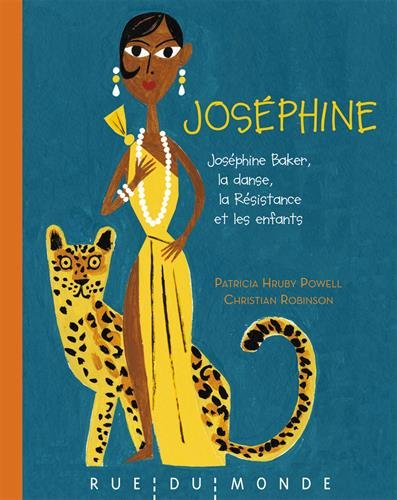 JOSÉPHINE
Joséphine Baker,
la danse,
la Résistance
et les enfants
PATRICIA HRUBY POWELL
CHRISTIAN ROBINSON
RUE DU MONDE